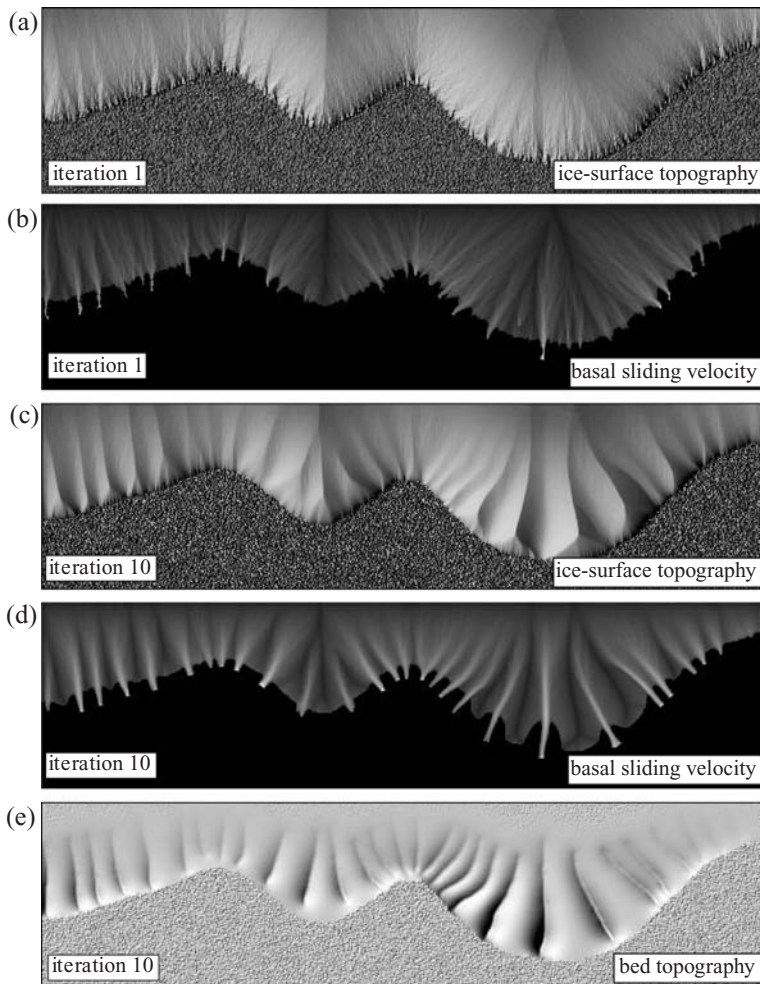 (a)
iteration 1
ice-surface topography
(b)
iteration 1
basal sliding velocity
(c)
iteration 10
ice-surface topography
(d)
iteration 10
basal sliding velocity
(e)
iteration 10
bed topography